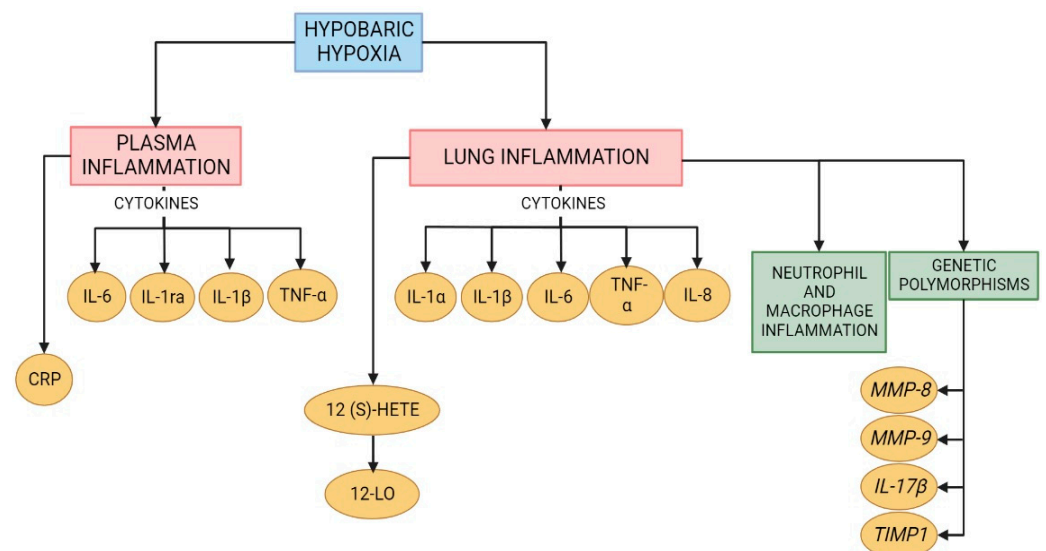 HYPOBARIC
HYPOXIA
PLASMA
INFLAMMATION
LUNG INFLAMMATION
CYTOKINES
CYTOKINES
IL-6
IL-1ra
IL-1β
TNF-α
IL-1α
IL-1β
IL-6
TNF-
α
IL-8
NEUTROPHIL
AND
MACROPHAGE
INFLAMMATION
GENETIC
POLYMORPHISMS
CRP
12 (S)-HETE
12-LO
MMP-8
MMP-9
IL-17β
TIMP1